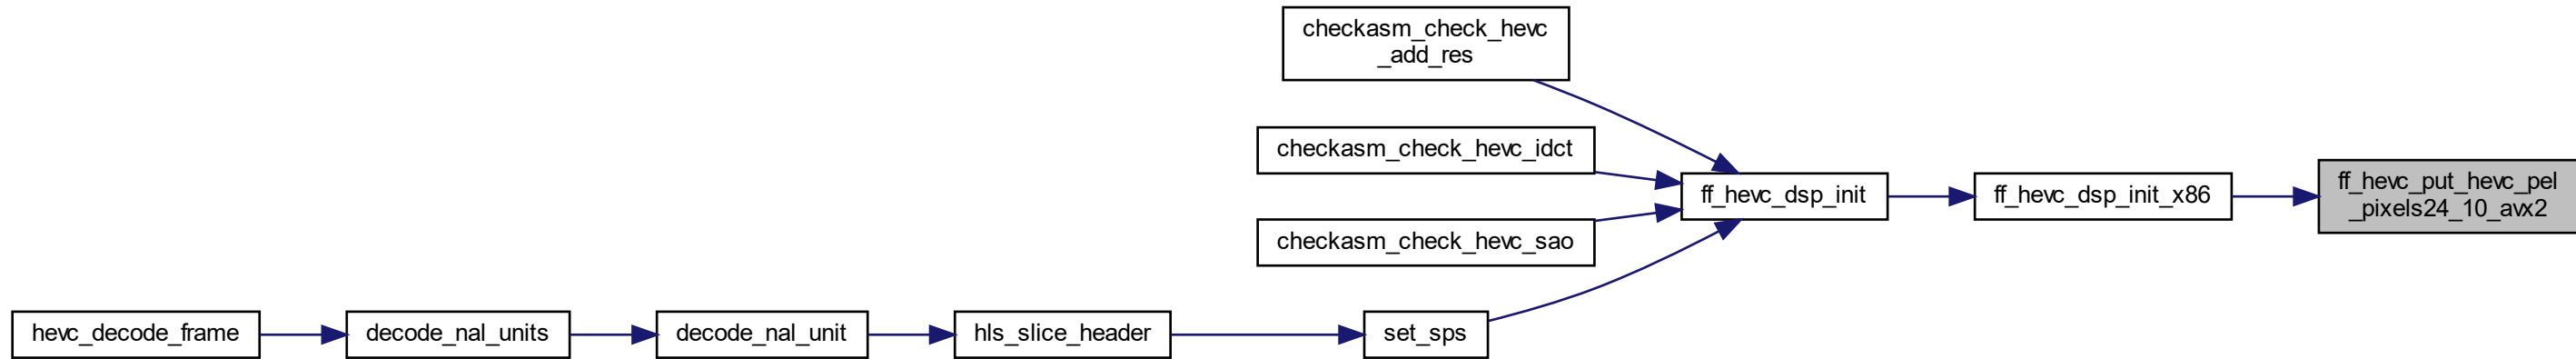 checkasm_check_hevc
_add_res
checkasm_check_hevc_idct
ff_hevc_put_hevc_pel
_pixels24_10_avx2
ff_hevc_dsp_init
ff_hevc_dsp_init_x86
checkasm_check_hevc_sao
hevc_decode_frame
decode_nal_units
decode_nal_unit
hls_slice_header
set_sps